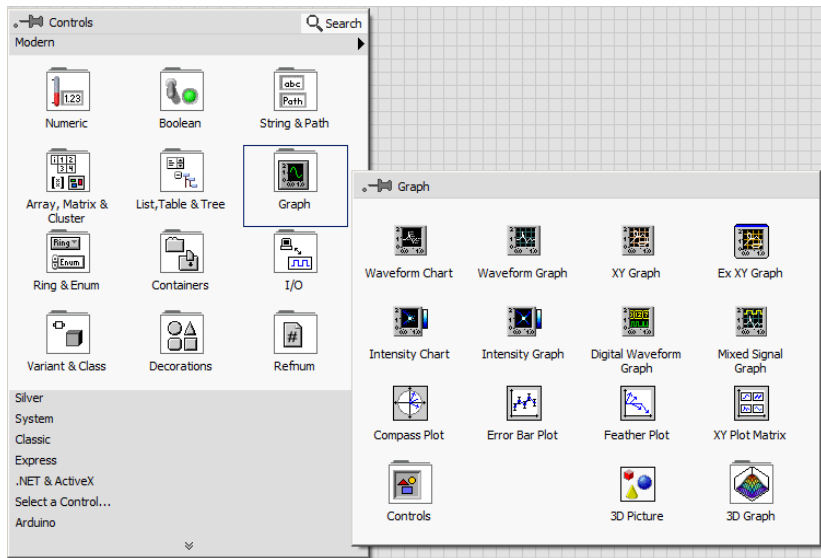 Controls
Search
Modern
Numeric
Boolean
String & Path
Array, Matrix &
Cluster
List,Table & Tree
Graph
Ring & Enum
Containers
I/O
Variant & Class
Decorations
Refnum
Silver
System
Classic
Express
.NET & ActiveX
Select a Control...
Arduino
Graph
Waveform Chart
Waveform Graph
XY Graph
Ex XY Graph
Intensity Chart
Intensity Graph
Digital Waveform
Graph
Mixed Signal
Graph
Compass Plot
Error Bar Plot
Feather Plot
XY Plot Matrix
Controls
3D Picture
3D Graph